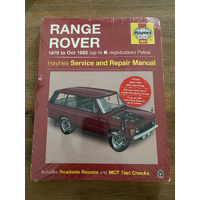 RANGE
ROVER
1970 to Oct 1992 (up to K registration) Petrol
Haynes
Haynes Service and Repair Manual
Includes Roadside Repairs and MOT Test Checks